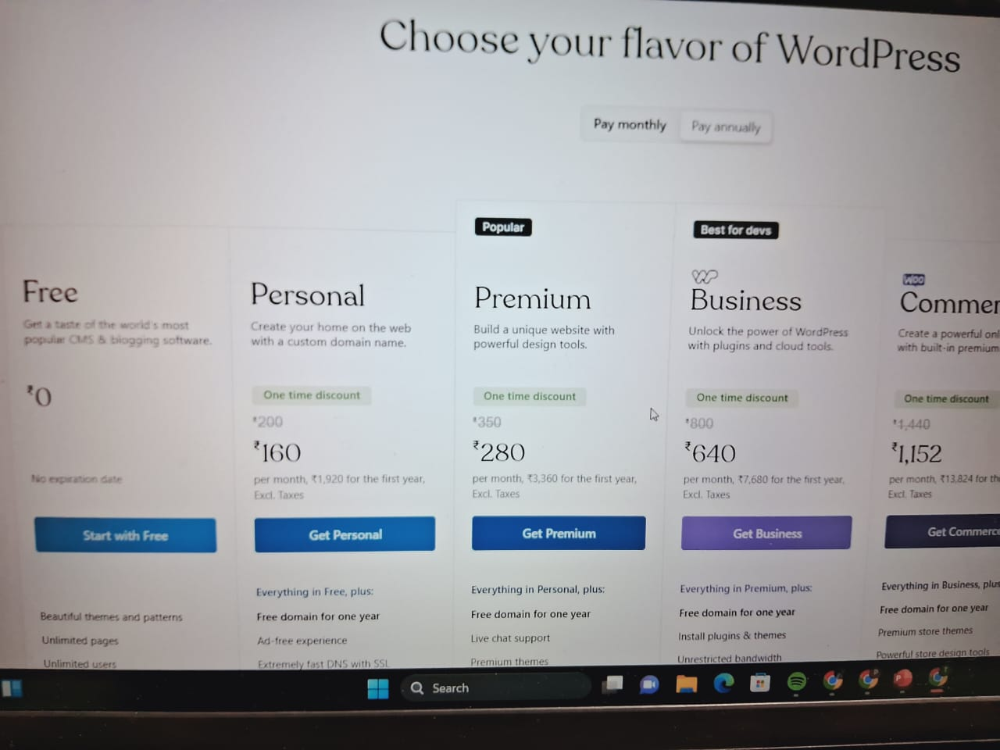 Choose your flavor of WordPress
Pay monthly
Pay annually
Free
Get a taste of the world's most
popular CMS & blogging software.
₹0
No expiration date
Start with Free
Beautiful themes and patterns
Unlimited pages
Unlimited users
Personal
Create your home on the web
with a custom domain name.
One time discount
₹200
₹160
per month, ₹1,920 for the first year,
Excl. Taxes
Get Personal
Everything in Free, plus:
Free domain for one year
Ad-free experience
Extremely fast DNS with SSL
Popular
Premium
Build a unique website with
powerful design tools.
One time discount
₹350
₹280
per month, ₹3,360 for the first year,
Excl. Taxes
Get Premium
Everything in Personal, plus:
Free domain for one year
Live chat support
Premium themes
Best for devs
Business
Unlock the power of WordPress
with plugins and cloud tools.
One time discount
₹800
₹640
per month, ₹7,680 for the first year,
Excl. Taxes
Get Business
Everything in Premium, plus:
Free domain for one year
Install plugins & themes
Unrestricted bandwidth
Woo
Commer
Create a powerful onl
with built-in premium
One time discount
₹1,440
₹1,152
per month, ₹13,824 for th
Excl. Taxes
Get Commerc
Everything in Business, plus
Free domain for one year
Premium store themes
Powerful store design tools
Search